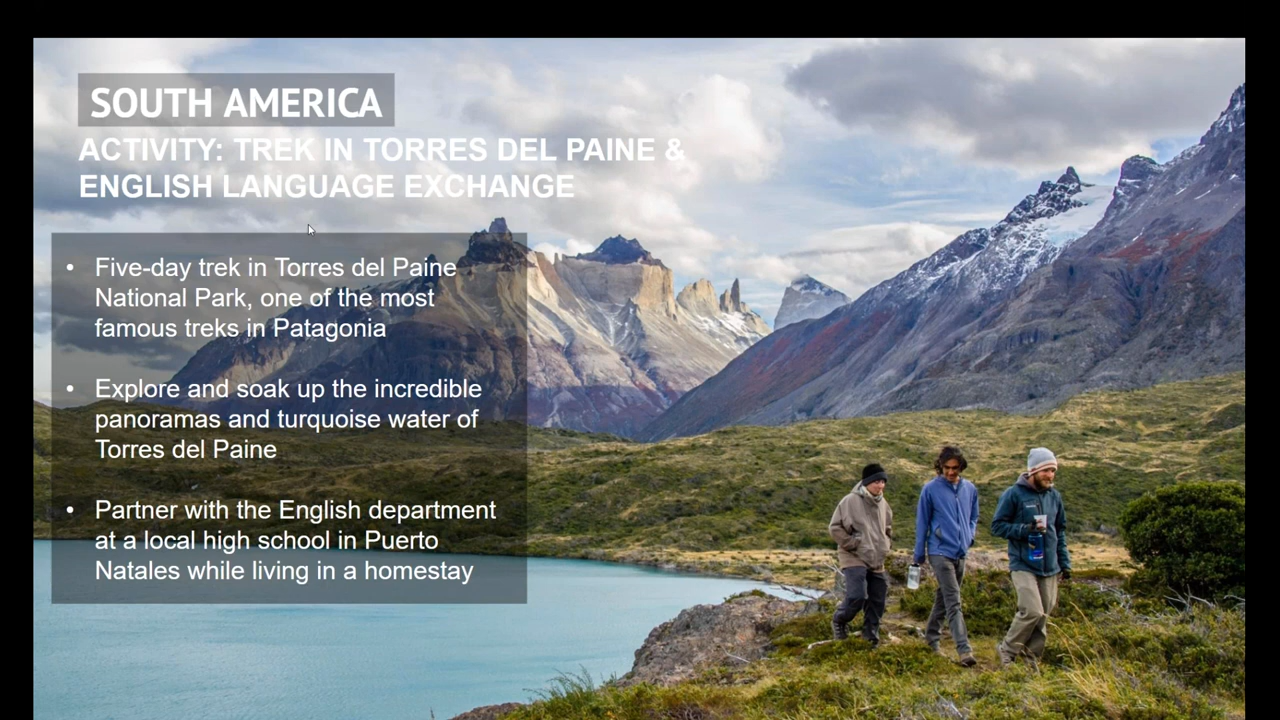 SOUTH AMERICA
ACTIVITY: TREK IN TORRES DEL PAINE &
ENGLISH LANGUAGE EXCHANGE
• Five-day trek in Torres del Paine
National Park, one of the most
famous treks in Patagonia
• Explore and soak up the incredible
panoramas and turquoise water of
Torres del Paine
• Partner with the English department
at a local high school in Puerto
Natales while living in a homestay